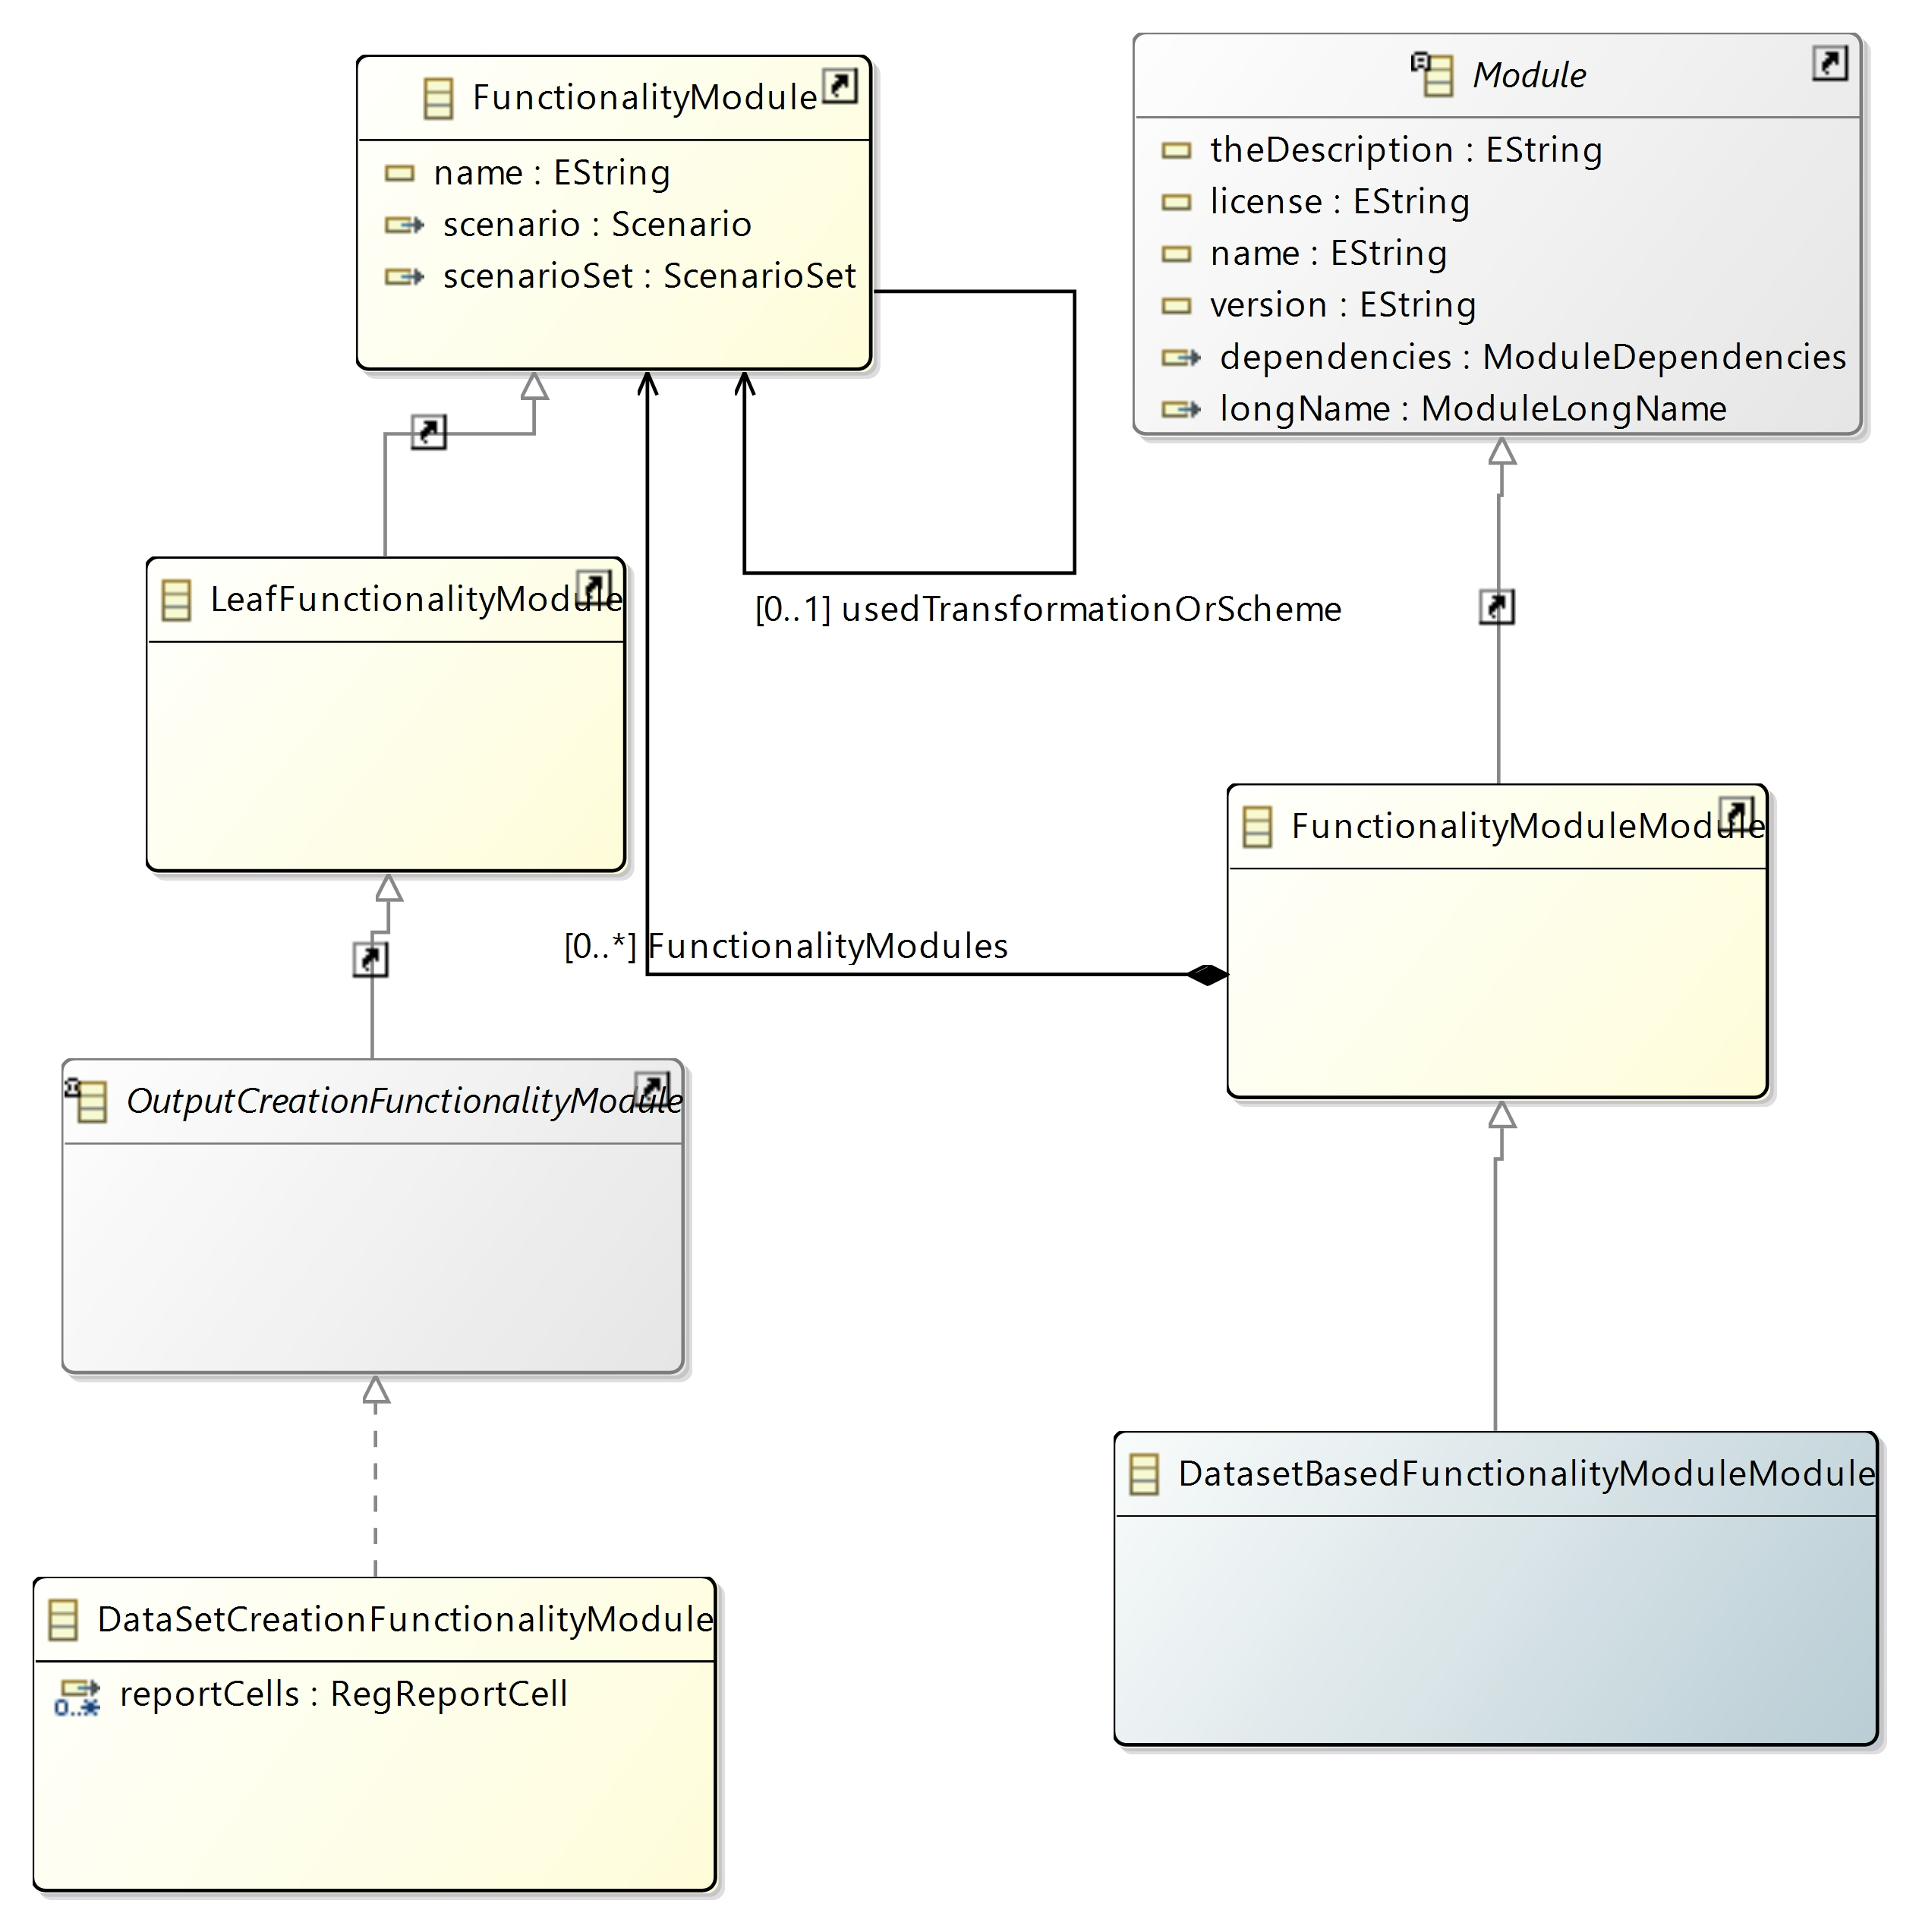 FunctionalityModule
name : EString
scenario : Scenario
scenarioSet : ScenarioSet
Module
theDescription : EString
license : EString
name : EString
version : EString
dependencies : ModuleDependencies
longName : ModuleLongName
LeafFunctionalityModule
[0..1] usedTransformationOrScheme
FunctionalityModuleModule
[0..*] FunctionalityModules
OutputCreationFunctionalityModule
DatasetBasedFunctionalityModuleModule
DataSetCreationFunctionalityModule
0..* reportCells : RegReportCell